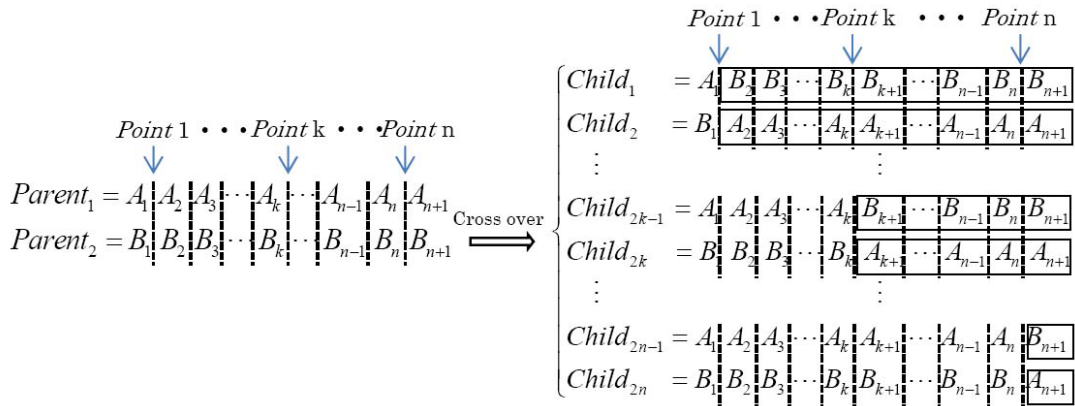 Point 1 • • • Point k • • • Point n
Child₁ = A₁ B₂ B₃ ⋯ Bₖ Bₖ₊₁ ⋯ Bₙ₋₁ Bₙ Bₙ₊₁
Child₂ = B₁ A₂ A₃ ⋯ Aₖ Aₖ₊₁ ⋯ Aₙ₋₁ Aₙ Aₙ₊₁
⋮ ⋮
Point 1 • • • Point k • • • Point n
Parent₁ = A₁ A₂ A₃ ⋯ Aₖ ⋯ Aₙ₋₁ Aₙ Aₙ₊₁
Parent₂ = B₁ B₂ B₃ ⋯ Bₖ ⋯ Bₙ₋₁ Bₙ Bₙ₊₁
Cross over
Child₂ₖ₋₁ = A₁ A₂ A₃ ⋯ Aₖ Bₖ₊₁ ⋯ Bₙ₋₁ Bₙ Bₙ₊₁
Child₂ₖ = B₁ B₂ B₃ ⋯ Bₖ Aₖ₊₁ ⋯ Aₙ₋₁ Aₙ Aₙ₊₁
⋮ ⋮
Child₂ₙ₋₁ = A₁ A₂ A₃ ⋯ Aₖ Aₖ₊₁ ⋯ Aₙ₋₁ Aₙ Bₙ₊₁
Child₂ₙ = B₁ B₂ B₃ ⋯ Bₖ Bₖ₊₁ ⋯ Bₙ₋₁ Bₙ Aₙ₊₁